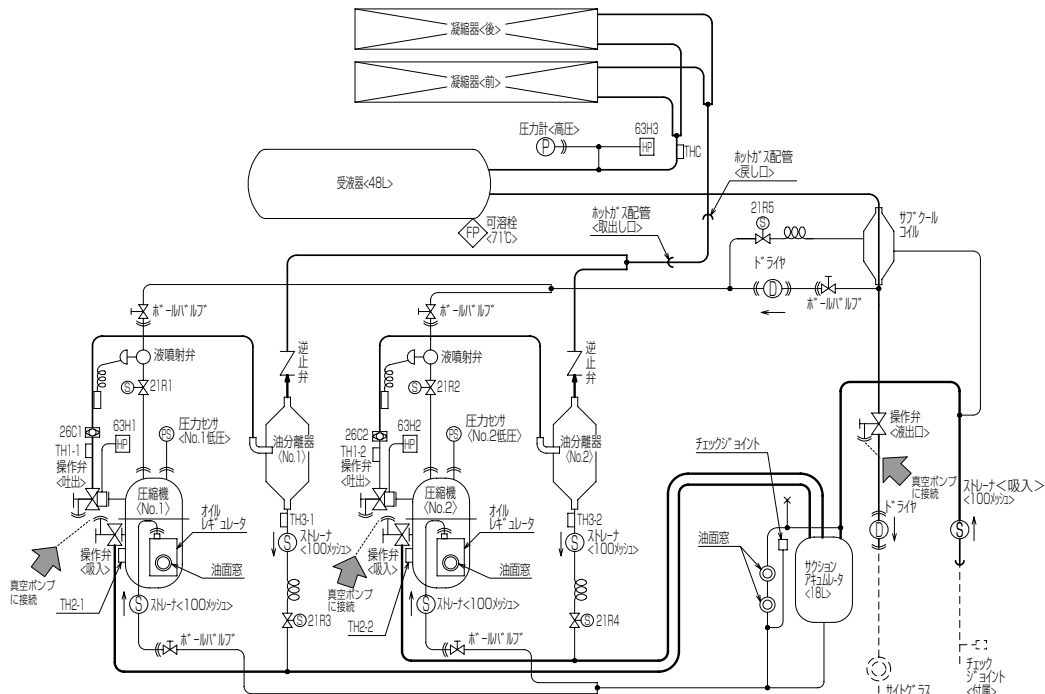 凝縮器<後>
凝縮器<前>
圧力計<高圧>
63H3
P
HP
THC
受液器<48L>
FP
可溶栓
<71℃>
ホットガス配管
<戻し口>
ホットガス配管
<取出し口>
21R5
S
サブクール
コイル
ドライヤ
D
ボールバルブ
ボールバルブ
液噴射弁
S
21R1
逆止弁
26C1
63H1
HP
TH1-1
操作弁
<吐出>
PS
圧力センサ
<No.1低圧>
油分離器
<No.1>
圧縮機
<No.1>
オイル
レギュレータ
油面窓
操作弁
<吸入>
真空ポンプ
に接続
TH2-1
S
ストレーナ<100メッシュ>
ボールバルブ
TH3-1
ストレーナ
<100メッシュ>
S
S
21R3
ボールバルブ
液噴射弁
S
21R2
逆止弁
26C2
63H2
HP
TH1-2
操作弁
<吐出>
PS
圧力センサ
<No.2低圧>
油分離器
<No.2>
圧縮機
<No.2>
オイル
レギュレータ
油面窓
操作弁
<吸入>
真空ポンプ
に接続
TH2-2
S
ストレーナ<100メッシュ>
ボールバルブ
TH3-2
ストレーナ
<100メッシュ>
S
S
21R4
チェックジョイント
油面窓
サクション
アキュムレータ
<18L>
操作弁
<液出口>
真空ポンプ
に接続
ドライヤ
D
ストレーナ<吸入>
<100メッシュ>
S
サイトグラス
チェック
ジョイント
<付属>